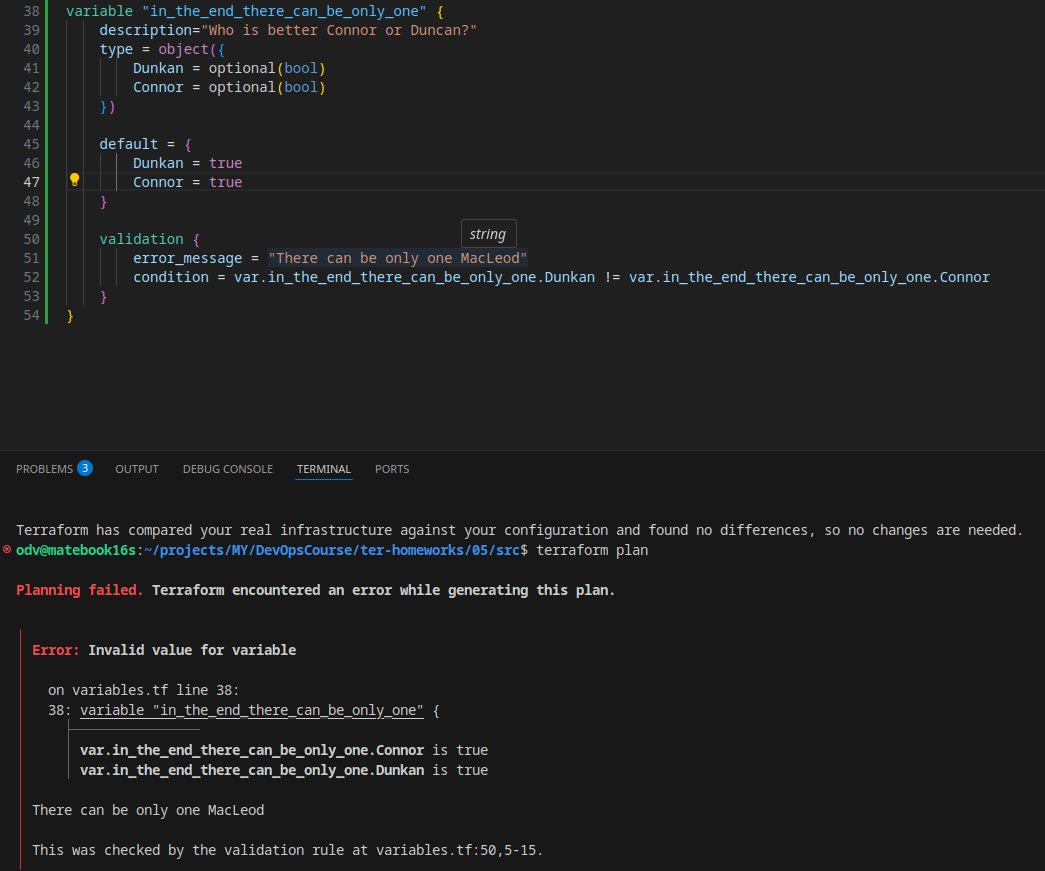 38 variable "in_the_end_there_can_be_only_one" {
39 description="Who is better Connor or Duncan?"
40 type = object({
41 Dunkan = optional(bool)
42 Connor = optional(bool)
43 })
44
45 default = {
46 Dunkan = true
47 Connor = true
48 }
49
string
50 validation {
51 error_message = "There can be only one MacLeod"
52 condition = var.in_the_end_there_can_be_only_one.Dunkan != var.in_the_end_there_can_be_only_one.Connor
53 }
54 }
PROBLEMS 3 OUTPUT DEBUG CONSOLE TERMINAL PORTS
Terraform has compared your real infrastructure against your configuration and found no differences, so no changes are needed.
odv@matebook16s:~/projects/MY/DevOpsCourse/ter-homeworks/05/src$ terraform plan
Planning failed. Terraform encountered an error while generating this plan.
Error: Invalid value for variable
on variables.tf line 38:
38: variable "in_the_end_there_can_be_only_one" {
var.in_the_end_there_can_be_only_one.Connor is true
var.in_the_end_there_can_be_only_one.Dunkan is true
There can be only one MacLeod
This was checked by the validation rule at variables.tf:50,5-15.